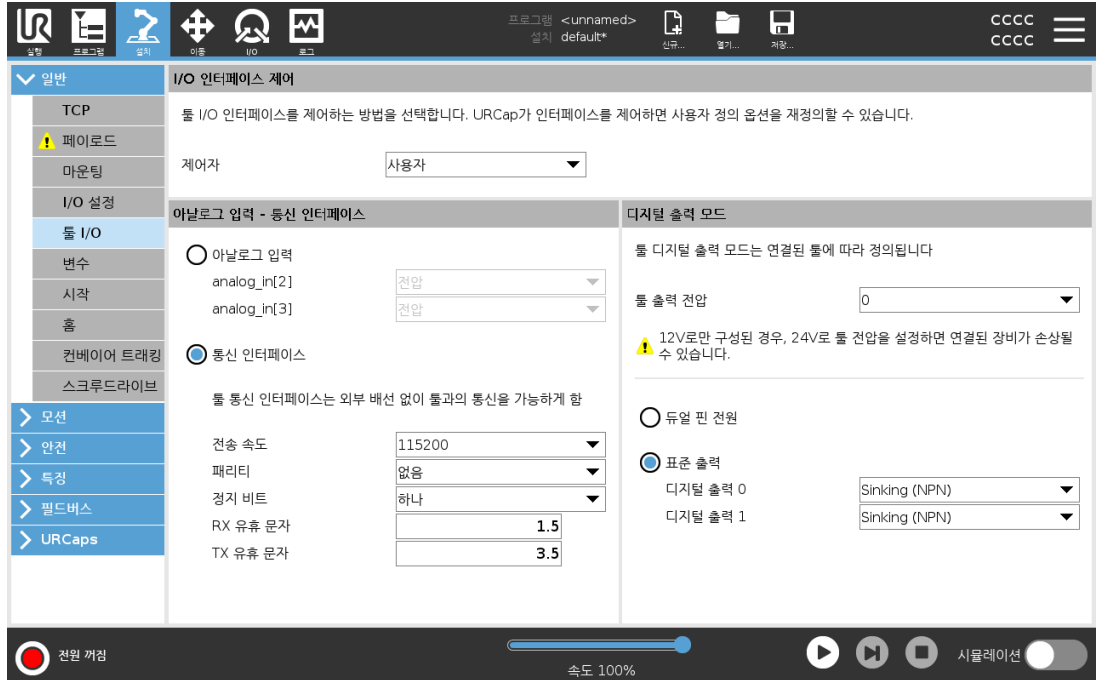 UR
실행
프로그램
설치
이동
I/O
로그
프로그램 <unnamed>
설치 default*
신규...
열기...
저장...
CCCC
CCCC
일반
TCP
페이로드
마운팅
I/O 설정
툴 I/O
변수
시작
홈
컨베이어 트래킹
스크루드라이브
모션
안전
특징
필드버스
URCaps
I/O 인터페이스 제어
툴 I/O 인터페이스를 제어하는 방법을 선택합니다. URCap가 인터페이스를 제어하면 사용자 정의 옵션을 재정의할 수 있습니다.
제어자 사용자
아날로그 입력 - 통신 인터페이스
아날로그 입력
analog_in[2] 전압
analog_in[3] 전압
통신 인터페이스
툴 통신 인터페이스는 외부 배선 없이 툴과의 통신을 가능하게 함
전송 속도 115200
패리티 없음
정지 비트 하나
RX 유휴 문자 1.5
TX 유휴 문자 3.5
디지털 출력 모드
툴 디지털 출력 모드는 연결된 툴에 따라 정의됩니다
툴 출력 전압 0
12V로만 구성된 경우, 24V로 툴 전압을 설정하면 연결된 장비가 손상될
수 있습니다.
듀얼 핀 전원
표준 출력
디지털 출력 0 Sinking (NPN)
디지털 출력 1 Sinking (NPN)
전원 꺼짐
속도 100%
시뮬레이션